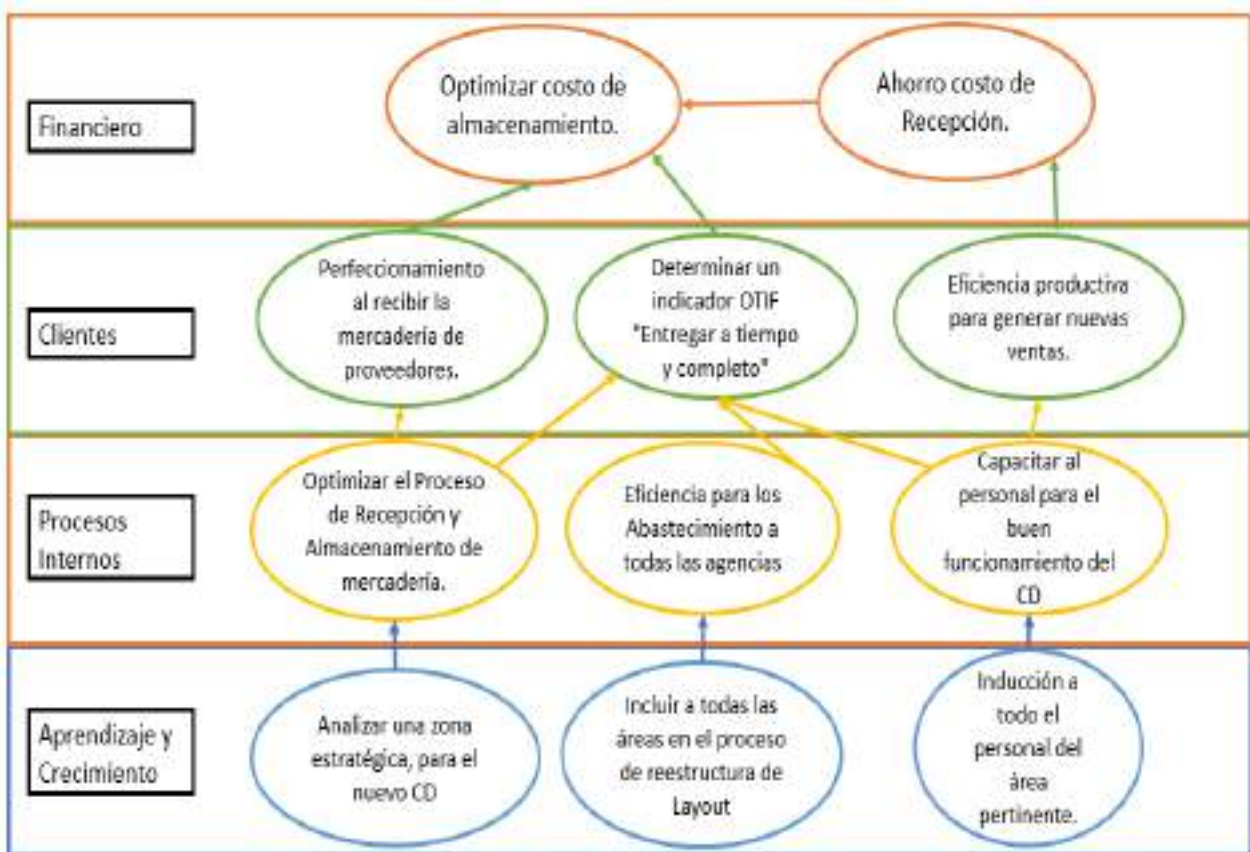 Financiero
Optimizar costo de
almacenamiento.
Ahorro costo de
Recepción.
Clientes
Perfeccionamiento
al recibir la
mercadería de
proveedores.
Determinar un
indicador OTIF
"Entregar a tiempo
y completo"
Eficiencia productiva
para generar nuevas
ventas.
Procesos
Internos
Optimizar el Proceso
de Recepción y
Almacenamiento de
mercadería.
Eficiencia para los
Abastecimiento a
todas las agencias
Capacitar al
personal para el
buen
funcionamiento del
CD
Aprendizaje y
Crecimiento
Analizar una zona
estratégica, para el
nuevo CD
Incluir a todas las
áreas en el proceso
de reestructura de
Layout
Inducción a
todo el
personal del
área
pertinente.